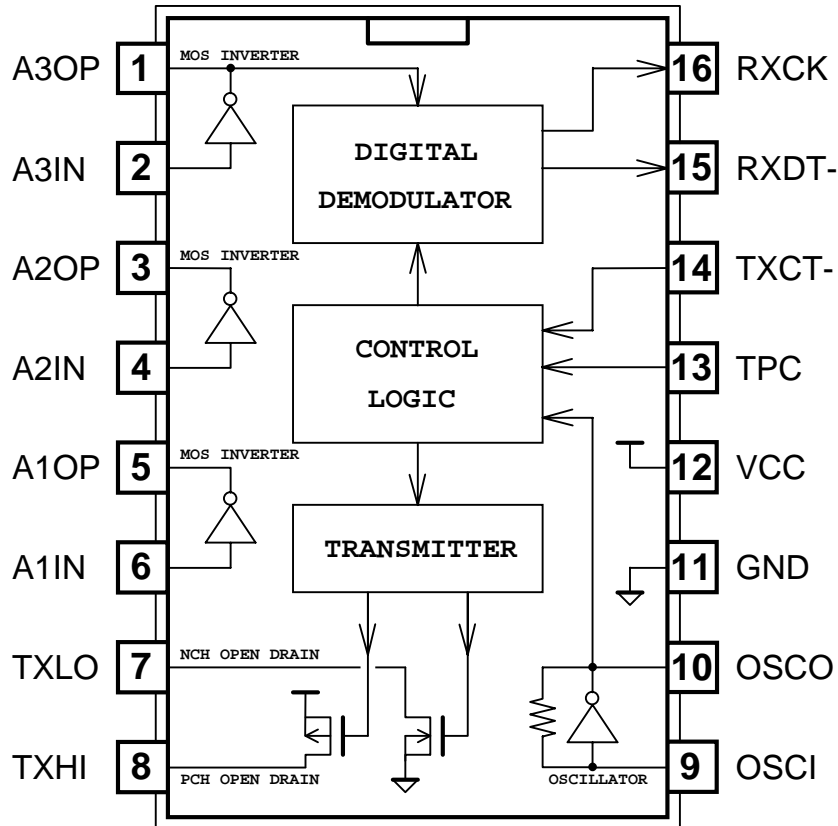 A3OP 1 MOS INVERTER 16 RXCK
A3IN 2 DIGITAL 15 RXDT-
DEMODULATOR
A2OP 3 MOS INVERTER 14 TXCT-
A2IN 4 CONTROL 13 TPC
LOGIC
A1OP 5 MOS INVERTER 12 VCC
A1IN 6 TRANSMITTER 11 GND
TXLO 7 NCH OPEN DRAIN 10 OSCO
TXHI 8 PCH OPEN DRAIN OSCILLATOR 9 OSCI